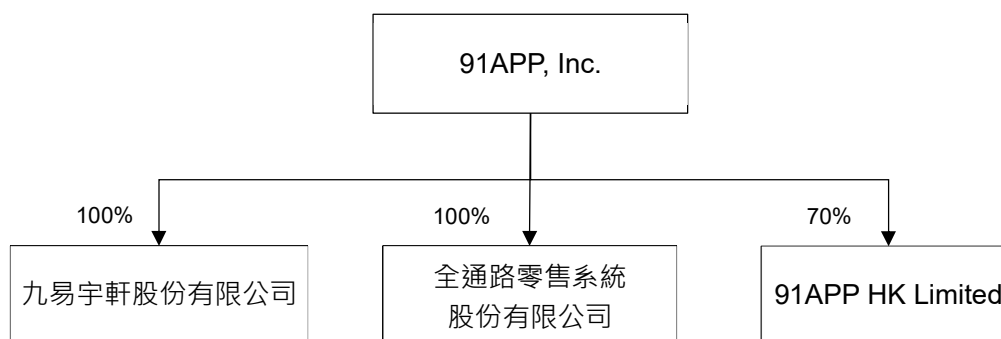 91APP, Inc.
100%
100%
70%
九易宇軒股份有限公司
全通路零售系統
股份有限公司
91APP HK Limited